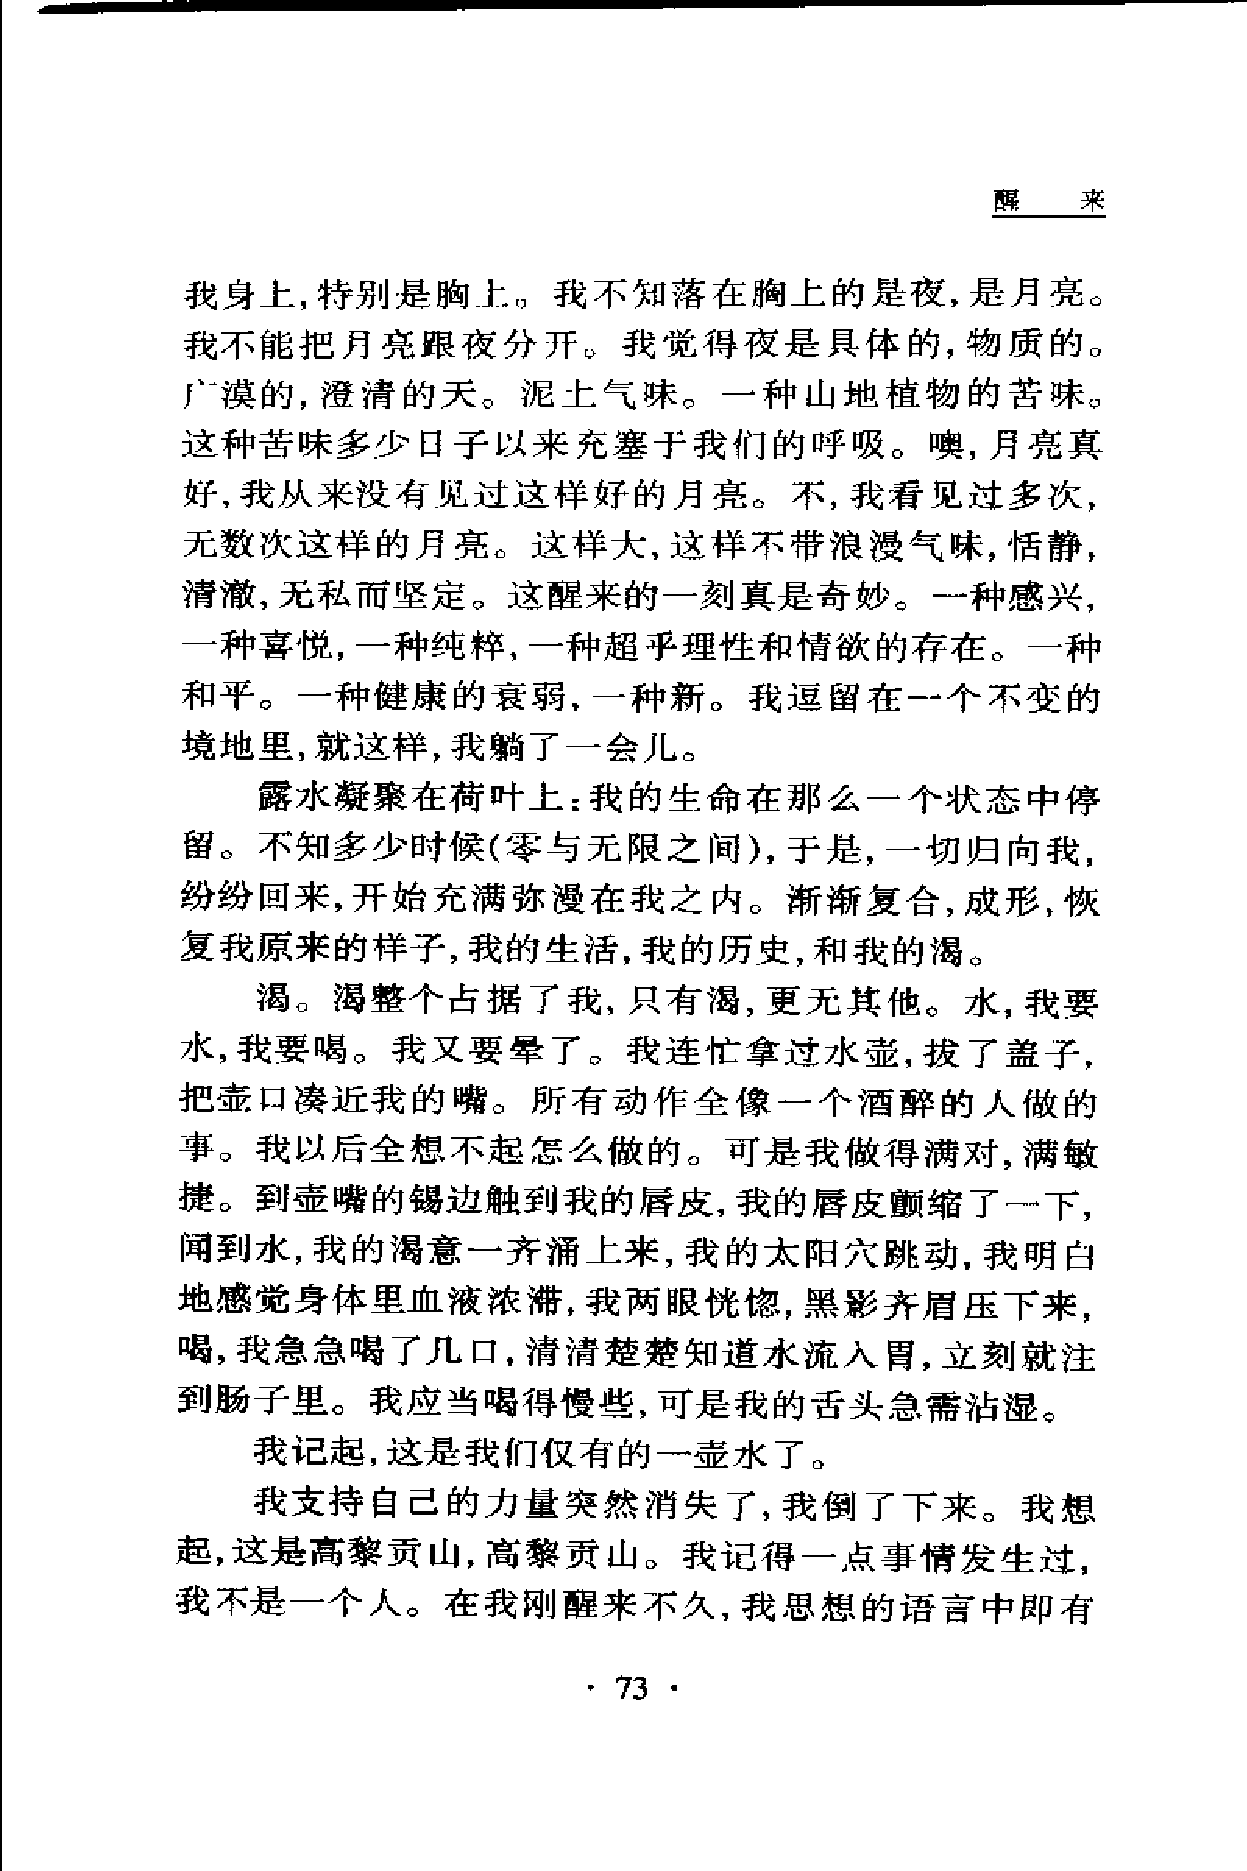 醒　来
我身上,特别是胸上。我不知落在胸上的是夜,是月亮。
我不能把月亮跟夜分开。我觉得夜是具体的,物质的。
广漠的,澄清的天。泥土气味。一种山地植物的苦味。
这种苦味多少日子以来充塞于我们的呼吸。噢,月亮真
好,我从来没有见过这样好的月亮。不,我看见过多次,
无数次这样的月亮。这样大,这样不带浪漫气味,恬静,
清澈,无私而坚定。这醒来的一刻真是奇妙。一种感兴,
一种喜悦,一种纯粹,一种超乎理性和情欲的存在。一种
和平。一种健康的衰弱,一种新。我逗留在一个不变的
境地里,就这样,我躺了一会儿。
露水凝聚在荷叶上:我的生命在那么一个状态中停
留。不知多少时候(零与无限之间),于是,一切归向我,
纷纷回来,开始充满弥漫在我之内。渐渐复合,成形,恢
复我原来的样子,我的生活,我的历史,和我的渴。
渴。渴整个占据了我,只有渴,更无其他。水,我要
水,我要喝。我又要晕了。我连忙拿过水壶,拔了盖子,
把壶口凑近我的嘴。所有动作全像一个酒醉的人做的
事。我以后全想不起怎么做的。可是我做得满对,满敏
捷。到壶嘴的锡边触到我的唇皮,我的唇皮颤缩了一下,
闻到水,我的渴意一齐涌上来,我的太阳穴跳动,我明白
地感觉身体里血液浓滞,我两眼恍惚,黑影齐眉压下来,
喝,我急急喝了几口,清清楚楚知道水流入胃,立刻就注
到肠子里。我应当喝得慢些,可是我的舌头急需沾湿。
我记起,这是我们仅有的一壶水了。
我支持自己的力量突然消失了,我倒了下来。我想
起,这是高黎贡山,高黎贡山。我记得一点事情发生过,
我不是一个人。在我刚醒来不久,我思想的语言中即有
· 73 ·